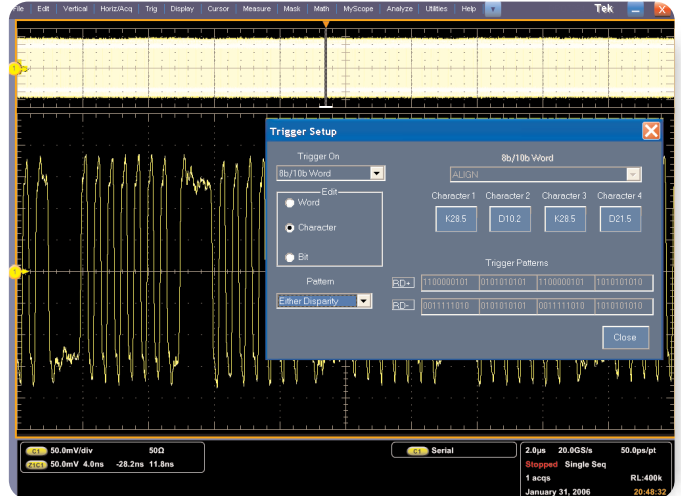 File Edit Vertical Horiz/Acq Trig Display Cursor Measure Mask Math MyScope Analyze Utilities Help Tek
1
Trigger Setup
Trigger On
8b/10b Word
8b/10b Word
ALIGN
Edit
Word
Character
Bit
Character 1 Character 2 Character 3 Character 4
K28.5 D10.2 K28.5 D21.5
Trigger Patterns
Pattern
Either Disparity
RD+ 1100000101 0101010101 1100000101 1010101010
RD- 0011111010 0101010101 0011111010 1010101010
1
Close
C1 50.0mV/div 50Ω
Z1C1 50.0mV 4.0ns -28.2ns 11.8ns
C1 Serial
2.0µs 20.0GS/s 50.0ps/pt
Stopped Single Seq
1 acqs RL:400k
January 31, 2006 20:48:32